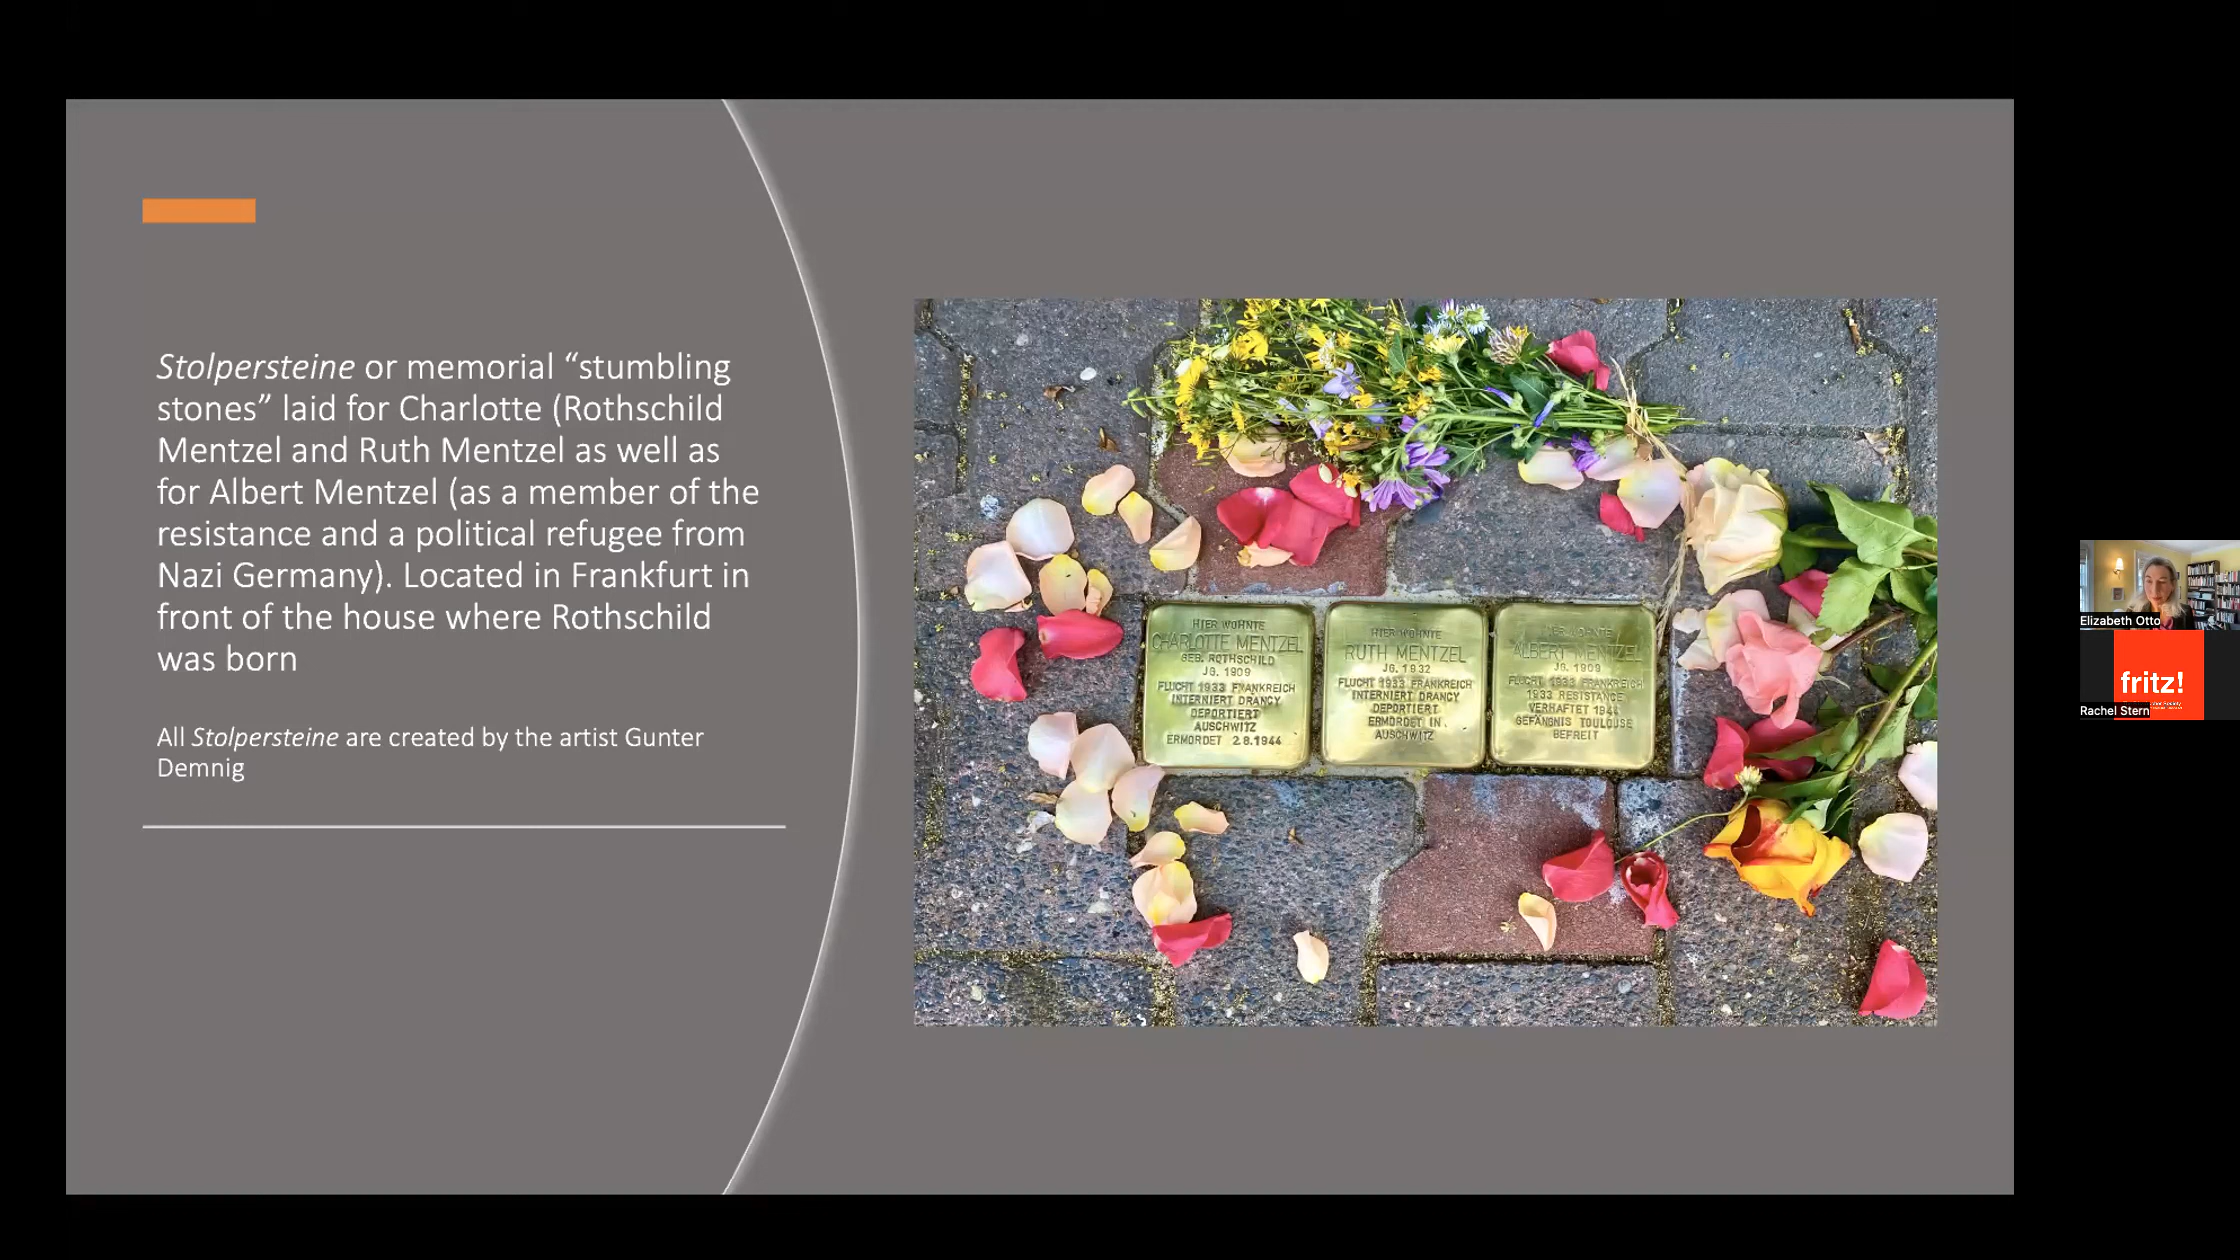 Stolpersteine or memorial “stumbling
stones” laid for Charlotte (Rothschild
Mentzel and Ruth Mentzel as well as
for Albert Mentzel (as a member of the
resistance and a political refugee from
Nazi Germany). Located in Frankfurt in
front of the house where Rothschild
was born
All Stolpersteine are created by the artist Gunter
Demnig
HIER WOHNTE
CHARLOTTE MENTZEL
GEB. ROTHSCHILD
JG. 1909
FLUCHT 1933 FRANKREICH
INTERNIERT DRANCY
DEPORTIERT
AUSCHWITZ
ERMORDET 2.8.1944
HIER WOHNTE
RUTH MENTZEL
JG. 1932
FLUCHT 1933 FRANKREICH
INTERNIERT DRANCY
DEPORTIERT
ERMORDET IN
AUSCHWITZ
HIER WOHNTE
ALBERT MENTZEL
JG. 1909
FLUCHT 1933 FRANKREICH
1933 RESISTANCE
VERHAFTET
GEFÄNGNIS TOULOUSE
BEFREIT
Elizabeth Otto
fritz!
Rachel Stern